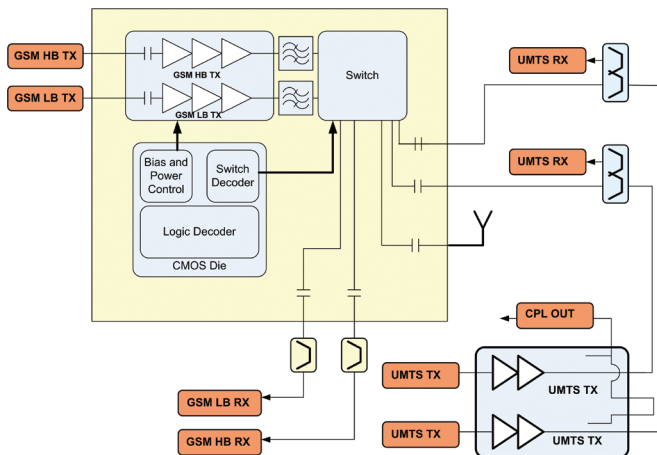 GSM HB TX
GSM LB TX
GSM HB TX
GSM LB TX
Switch
Bias and
Power
Control
Switch
Decoder
Logic Decoder
CMOS Die
UMTS RX
UMTS RX
CPL OUT
UMTS TX
UMTS TX
UMTS TX
UMTS TX
GSM LB RX
GSM HB RX